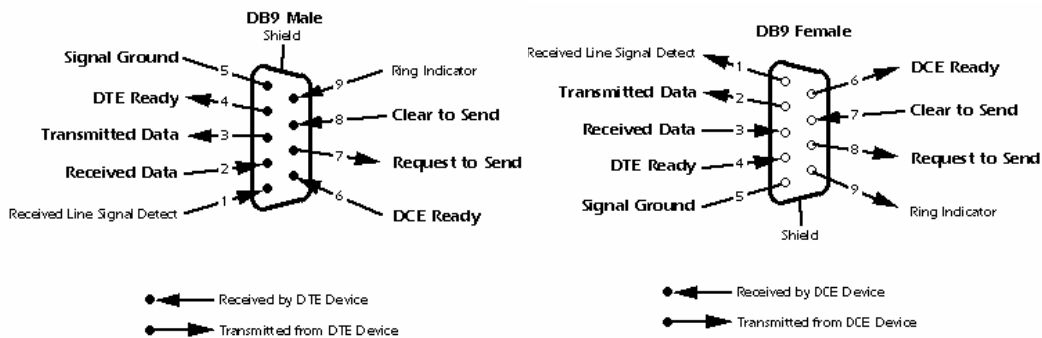 DB9 Male
Shield
Signal Ground
5
DTE Ready
4
Transmitted Data
3
Received Data
2
Received Line Signal Detect
1
9
Ring Indicator
8
Clear to Send
7
Request to Send
6
DCE Ready
Received by DTE Device
Transmitted from DTE Device
DB9 Female
Received Line Signal Detect
1
Transmitted Data
2
Received Data
3
DTE Ready
4
Signal Ground
5
6
DCE Ready
7
Clear to Send
8
Request to Send
9
Ring Indicator
Shield
Received by DCE Device
Transmitted from DCE Device